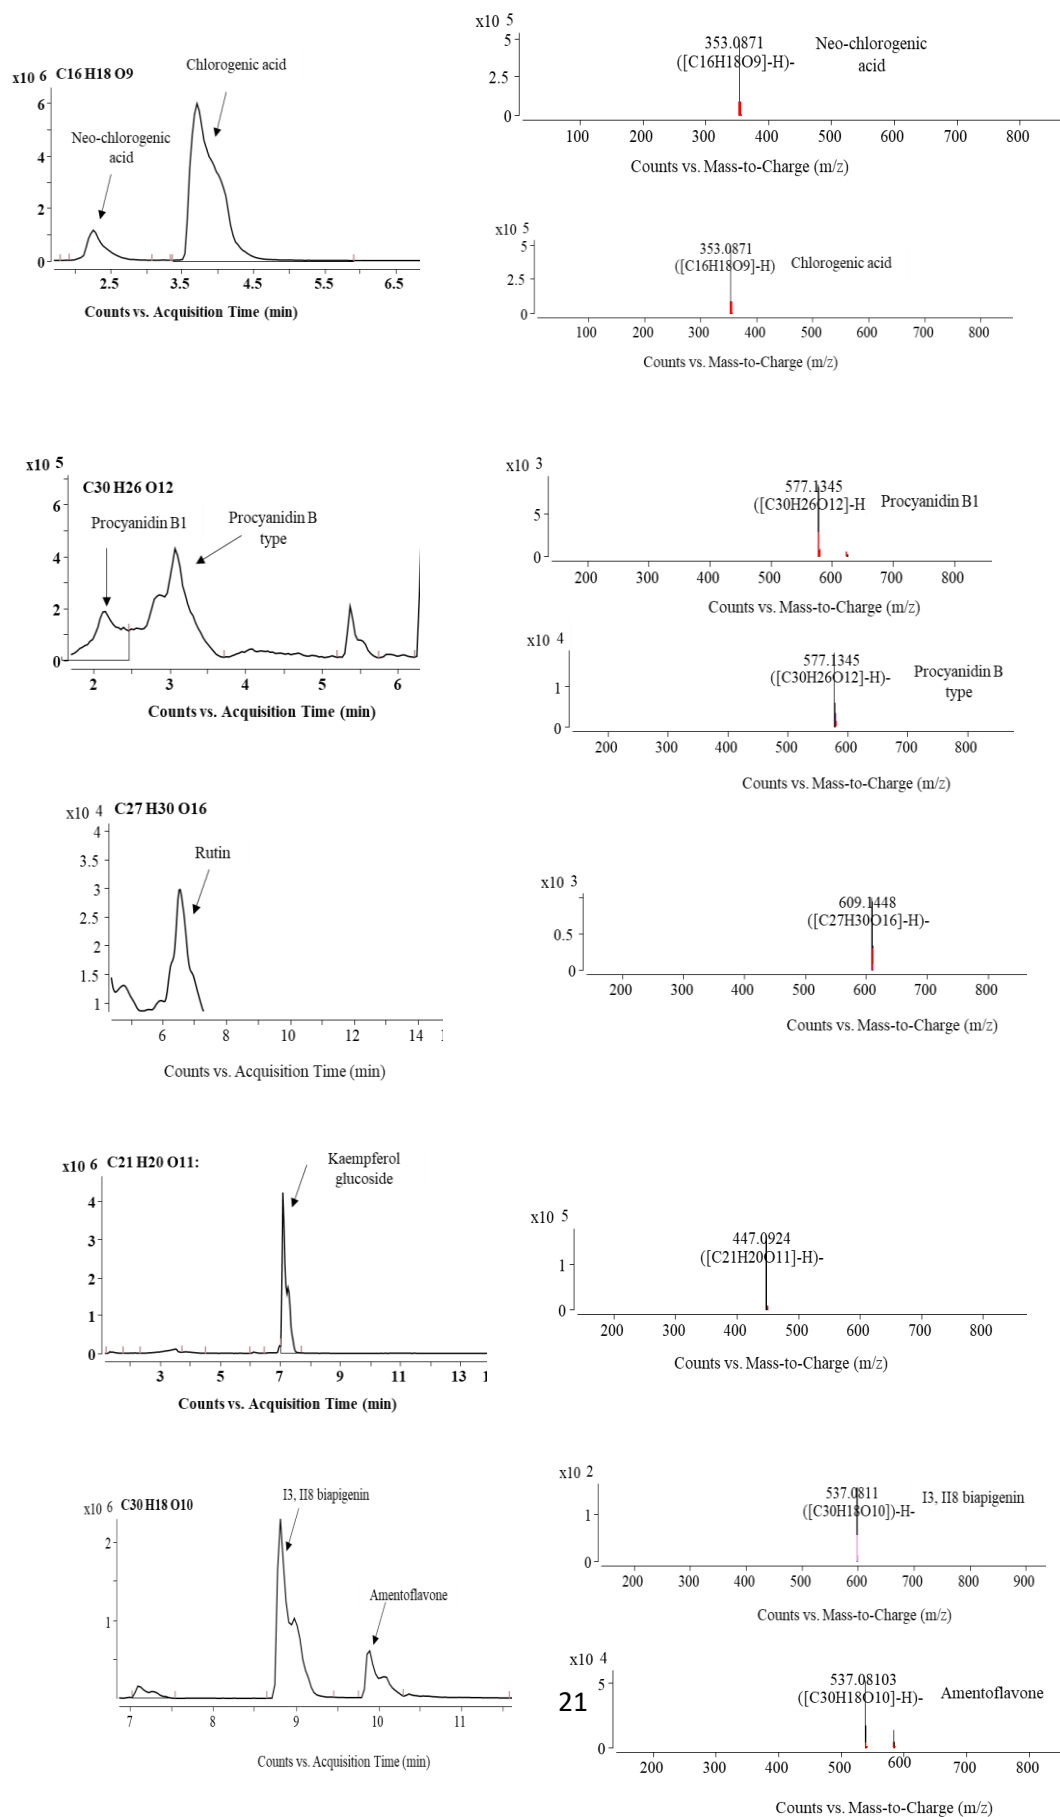 x10 6 C16 H18 O9
Chlorogenic acid
Neo-chlorogenic
acid
6
4
2
0
2.5 3.5 4.5 5.5 6.5
Counts vs. Acquisition Time (min)
x10 5
5
2.5
0
353.0871
([C16H18O9]-H)-
Neo-chlorogenic
acid
100 200 300 400 500 600 700 800
Counts vs. Mass-to-Charge (m/z)
x10 5
5
2.5
0
353.0871
([C16H18O9]-H)
Chlorogenic acid
100 200 300 400 500 600 700 800
Counts vs. Mass-to-Charge (m/z)
x10 5
C30 H26 O12
Procyanidin B1
Procyanidin B
type
6
4
2
0
2 3 4 5 6
Counts vs. Acquisition Time (min)
x10 3
5
0
577.1345
([C30H26O12]-H
Procyanidin B1
200 300 400 500 600 700 800
Counts vs. Mass-to-Charge (m/z)
x10 4
1
0
577.1345
([C30H26O12]-H)-
Procyanidin B
type
200 300 400 500 600 700 800
Counts vs. Mass-to-Charge (m/z)
x10 4 C27 H30 O16
Rutin
4
3.5
3
2.5
2
1.5
1
6 8 10 12 14
Counts vs. Acquisition Time (min)
x10 3
0.5
0
609.1448
([C27H30O16]-H)-
200 300 400 500 600 700 800
Counts vs. Mass-to-Charge (m/z)
x10 6 C21 H20 O11:
Kaempferol
glucoside
4
3
2
1
0
3 5 7 9 11 13 1
Counts vs. Acquisition Time (min)
x10 5
1
0
447.0924
([C21H20O11]-H)-
200 300 400 500 600 700 800
Counts vs. Mass-to-Charge (m/z)
x10 6 C30 H18 O10
I3, II8 biapigenin
Amentoflavone
2
1
7 8 9 10 11
Counts vs. Acquisition Time (min)
x10 2
1
0
537.0811
([C30H18O10])-H-
I3, II8 biapigenin
200 300 400 500 600 700 800 900
Counts vs. Mass-to-Charge (m/z)
x10 4
5
0
537.08103
([C30H18O10]-H)-
Amentoflavone
21
200 300 400 500 600 700 800
Counts vs. Mass-to-Charge (m/z)